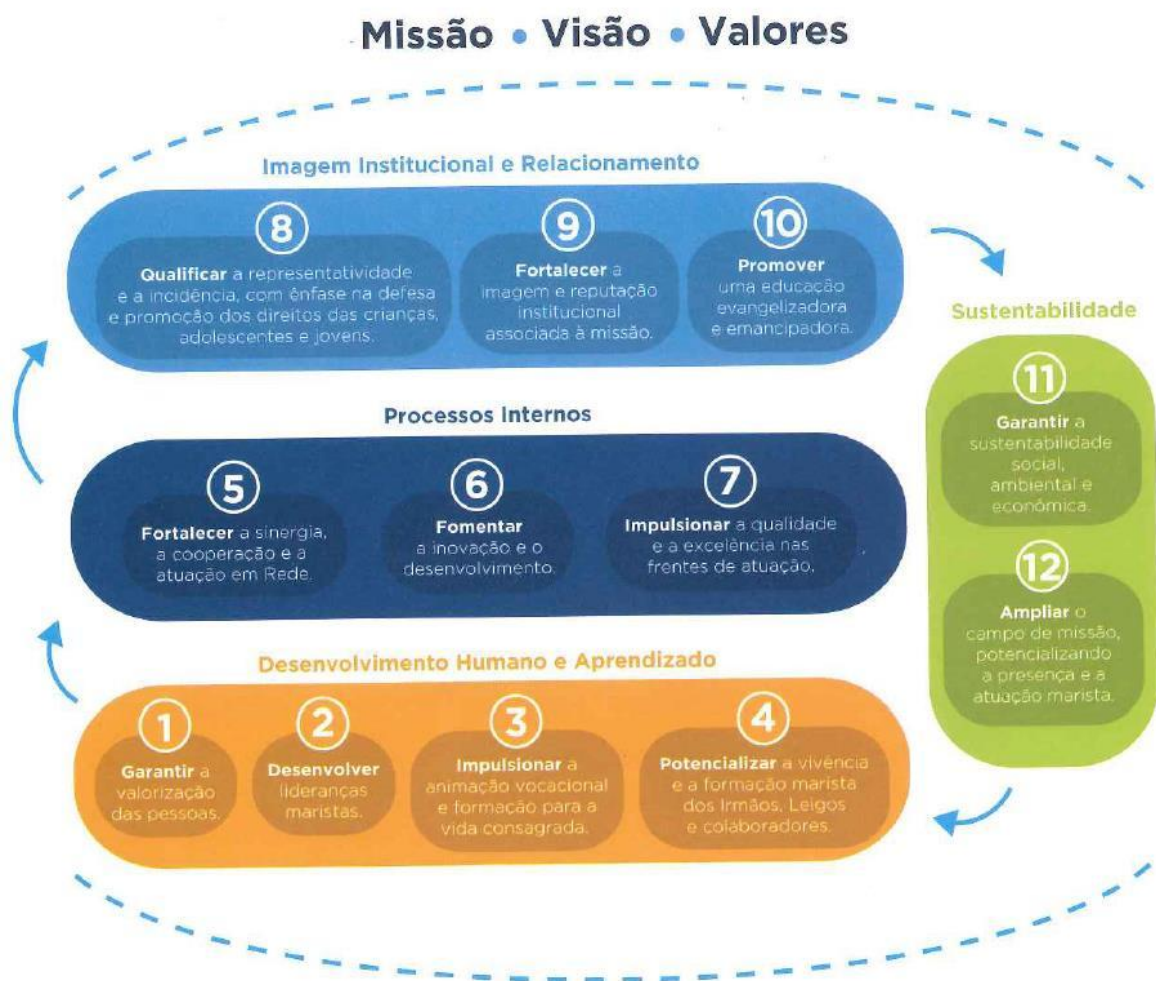 Missão • Visão • Valores
Imagem Institucional e Relacionamento
8
Qualificar a representatividade
e a incidência, com ênfase na defesa
e promoção dos direitos das crianças,
adolescentes e jovens.
9
Fortalecer a
imagem e reputação
institucional
associada à missão.
10
Promover
uma educação
evangelizadora
e emancipadora.
Sustentabilidade
11
Garantir a
sustentabilidade
social,
ambiental e
econômica.
12
Ampliar o
campo de missão,
potencializando
a presença e a
atuação marista.
Processos Internos
5
Fortalecer a sinergia,
a cooperação e a
atuação em Rede.
6
Fomentar
a inovação e o
desenvolvimento.
7
Impulsionar a qualidade
e a excelência nas
frentes de atuação.
Desenvolvimento Humano e Aprendizado
1
Garantir a
valorização
das pessoas.
2
Desenvolver
lideranças
maristas.
3
Impulsionar a
animação vocacional
e formação para a
vida consagrada.
4
Potencializar a vivência
e a formação marista
dos Irmãos, Leigos
e colaboradores.